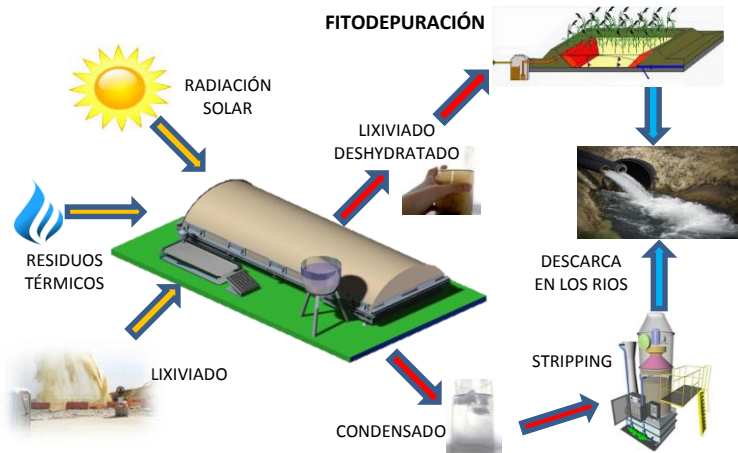 FITODEPURACIÓN
RADIACIÓN
SOLAR
LIXIVIADO
DESHYDRATADO
RESIDUOS
TÉRMICOS
DESCARCA
EN LOS RIOS
LIXIVIADO
STRIPPING
CONDENSADO